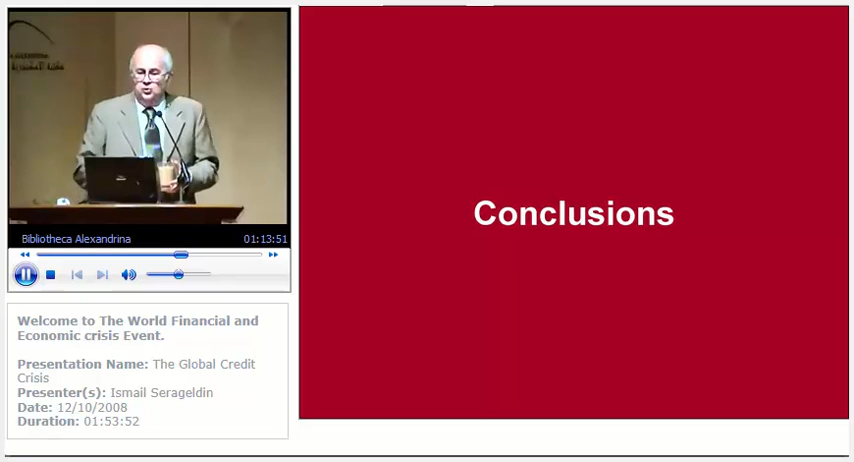 Bibliotheca Alexandrina
01:13:51
Welcome to The World Financial and
Economic crisis Event.
Presentation Name: The Global Credit
Crisis
Presenter(s): Ismail Serageldin
Date: 12/10/2008
Duration: 01:53:52
Conclusions